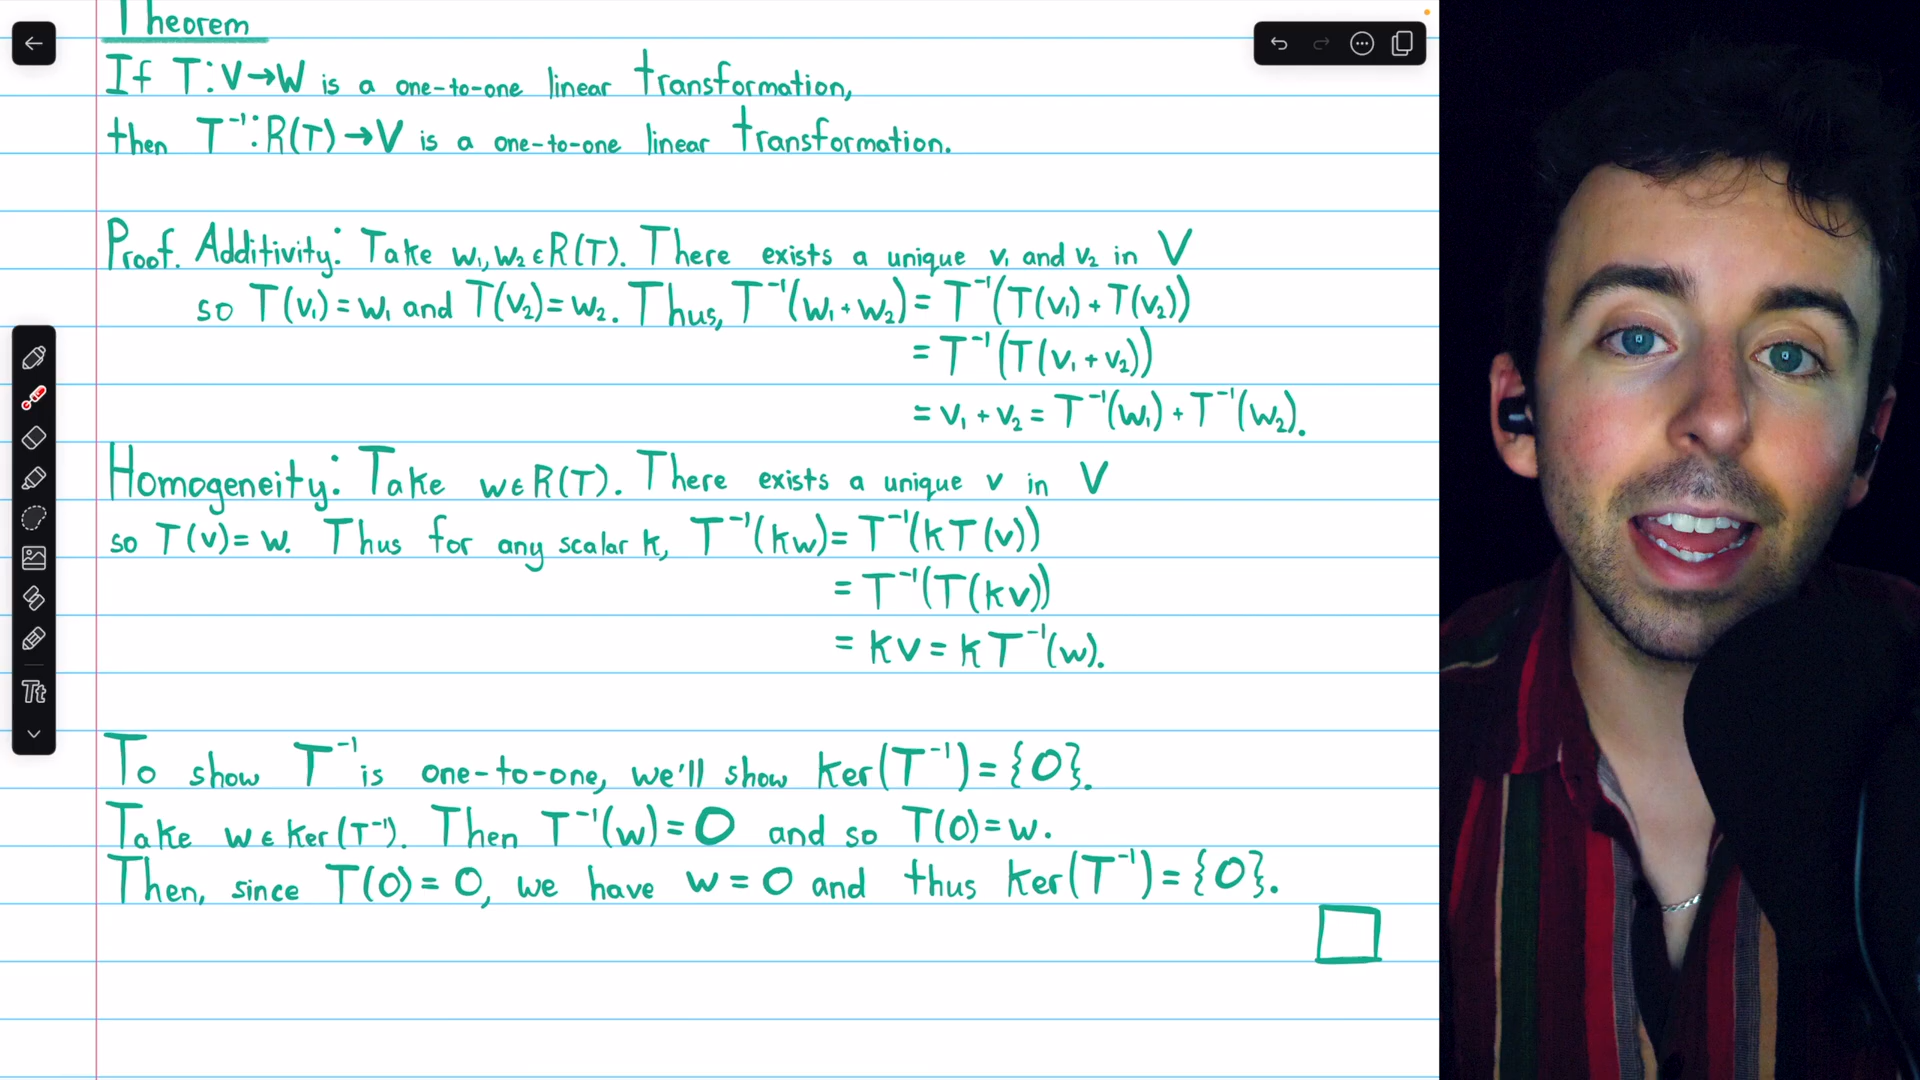 Theorem
If T:V→W is a one-to-one linear transformation,
then T⁻¹:R(T)→V is a one-to-one linear transformation.
Proof. Additivity: Take w₁,w₂∈R(T). There exists a unique v₁ and v₂ in V
so T(v₁)=w₁ and T(v₂)=w₂. Thus, T⁻¹(w₁+w₂)=T⁻¹(T(v₁)+T(v₂))
=T⁻¹(T(v₁+v₂))
=v₁+v₂=T⁻¹(w₁)+T⁻¹(w₂).
Homogeneity: Take w∈R(T). There exists a unique v in V
so T(v)=w. Thus for any scalar k, T⁻¹(kw)=T⁻¹(kT(v))
=T⁻¹(T(kv))
=kv=kT⁻¹(w).
To show T⁻¹ is one-to-one, we'll show ker(T⁻¹)={0}.
Take w∈ker(T⁻¹). Then T⁻¹(w)=0 and so T(0)=w.
Then, since T(0)=0, we have w=0 and thus ker(T⁻¹)={0}.
Tt